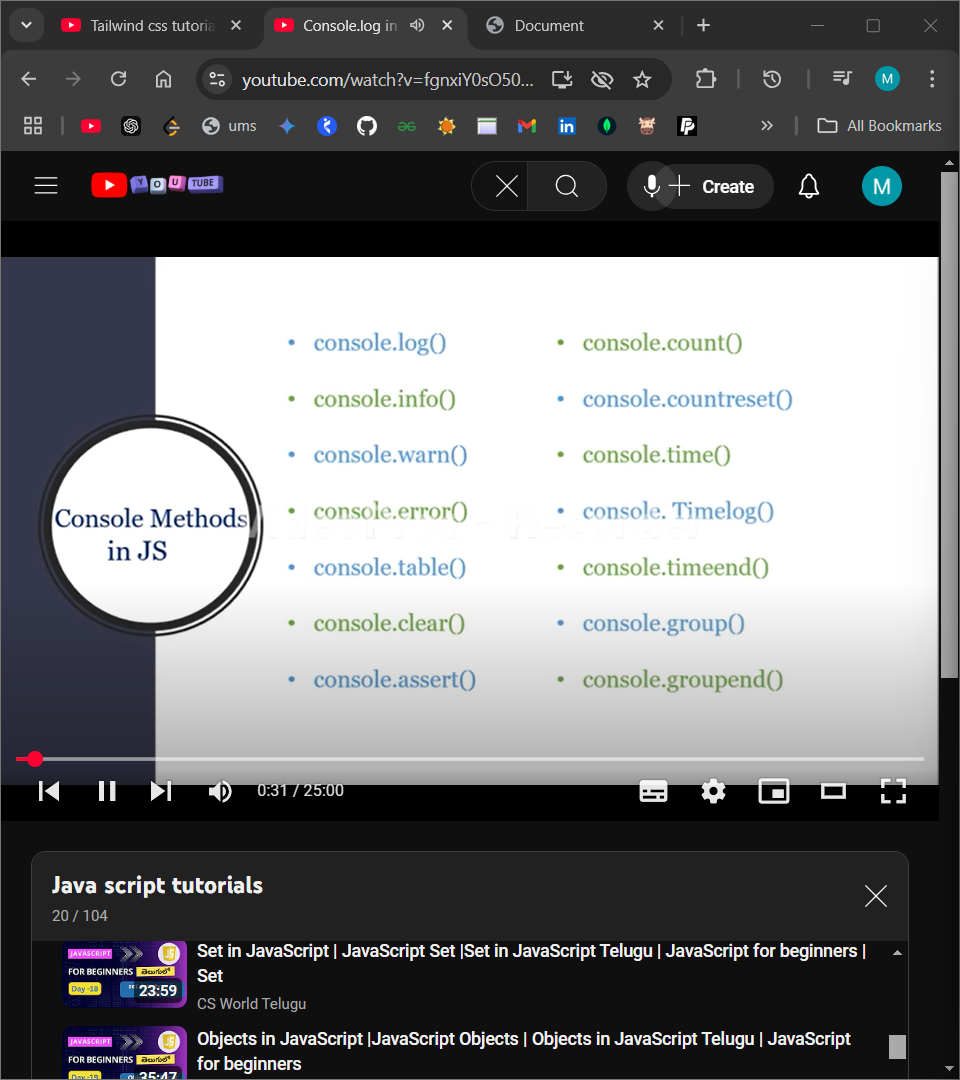 Tailwind css tutoria
Console.log in
Document
youtube.com/watch?v=fgnxiY0sO50...
M
ums
in
All Bookmarks
YOUTUBE
Create
M
Console Methods
in JS
• console.log()
• console.info()
• console.warn()
• console.error()
• console.table()
• console.clear()
• console.assert()
• console.count()
• console.countreset()
• console.time()
• console. Timelog()
• console.timeend()
• console.group()
• console.groupend()
0:31 / 25:00
Java script tutorials
20 / 104
JAVASCRIPT
JS
FOR BEGINNERS తెలుగులో
Day -18
23:59
Set in JavaScript | JavaScript Set |Set in JavaScript Telugu | JavaScript for beginners |
Set
CS World Telugu
JAVASCRIPT
JS
FOR BEGINNERS తెలుగులో
Day -19
35:47
Objects in JavaScript |JavaScript Objects | Objects in JavaScript Telugu | JavaScript
for beginners